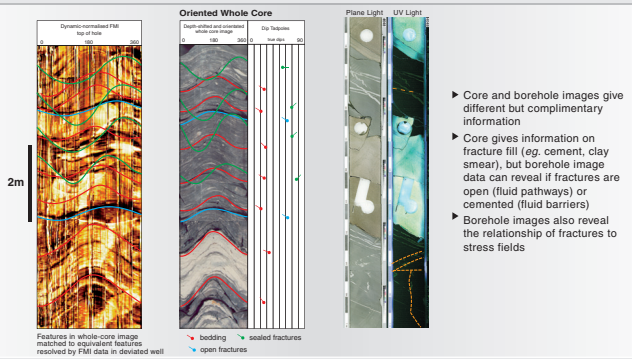 Oriented Whole Core
Dynamic-normalised FMI
top of hole
0 180 360
Depth-shifted and orientated
whole core image
0 180 360
Dip Tadpoles
true dips
0 90
Plane Light UV Light
2m
▶ Core and borehole images give
different but complimentary
information
▶ Core gives information on
fracture fill (eg. cement, clay
smear), but borehole image
data can reveal if fractures are
open (fluid pathways) or
cemented (fluid barriers)
▶ Borehole images also reveal
the relationship of fractures to
stress fields
Features in whole-core image
matched to equivalent features
resolved by FMI data in deviated well
bedding sealed fractures
open fractures